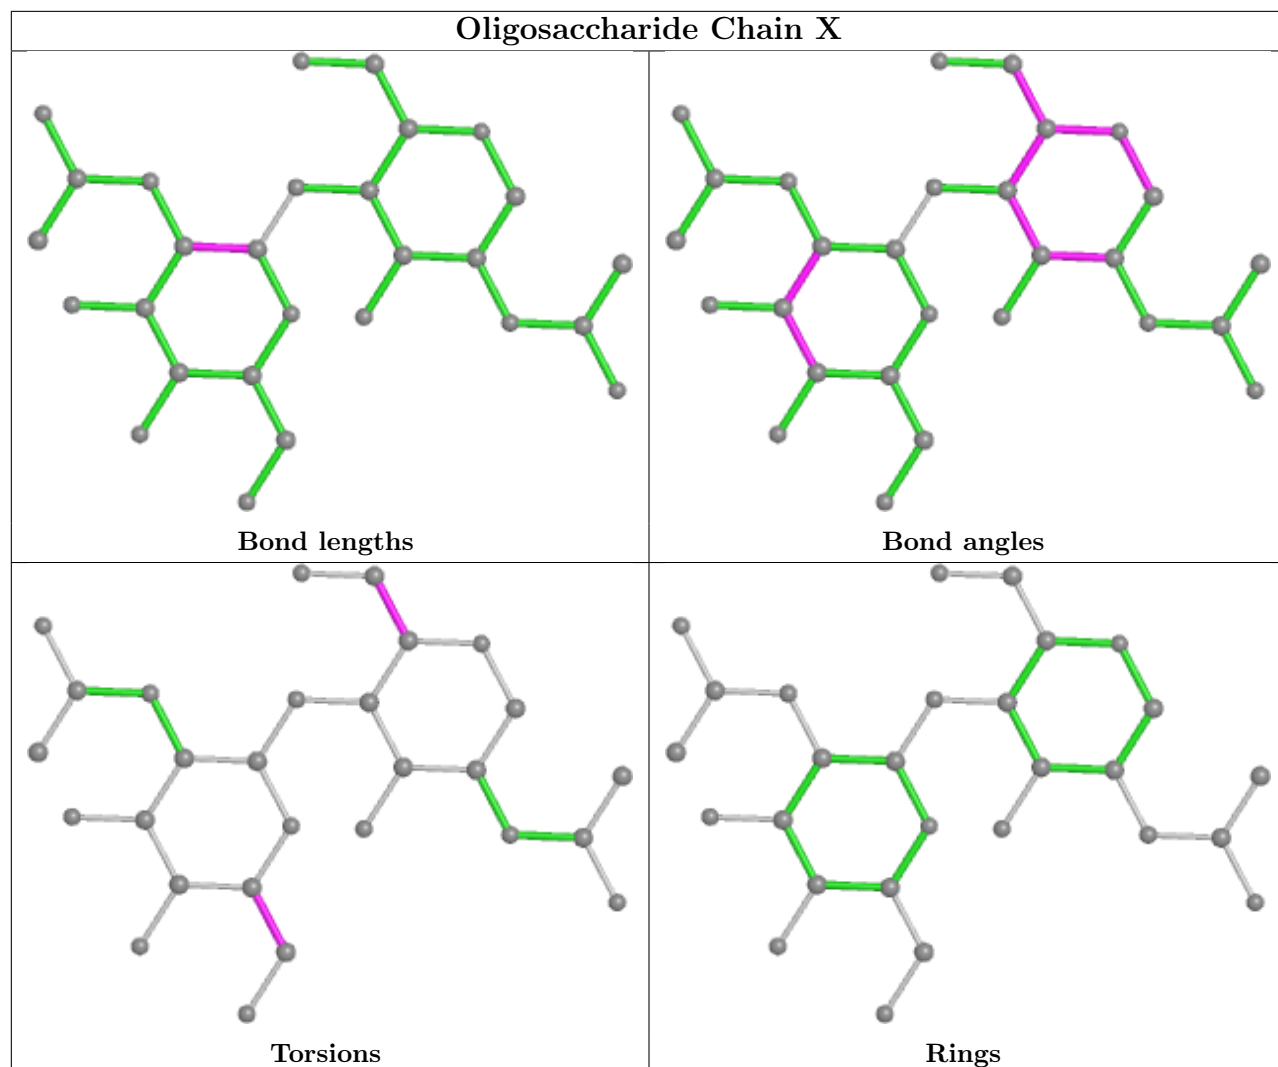 Oligosaccharide Chain X
Bond lengths
Bond angles
Torsions
Rings